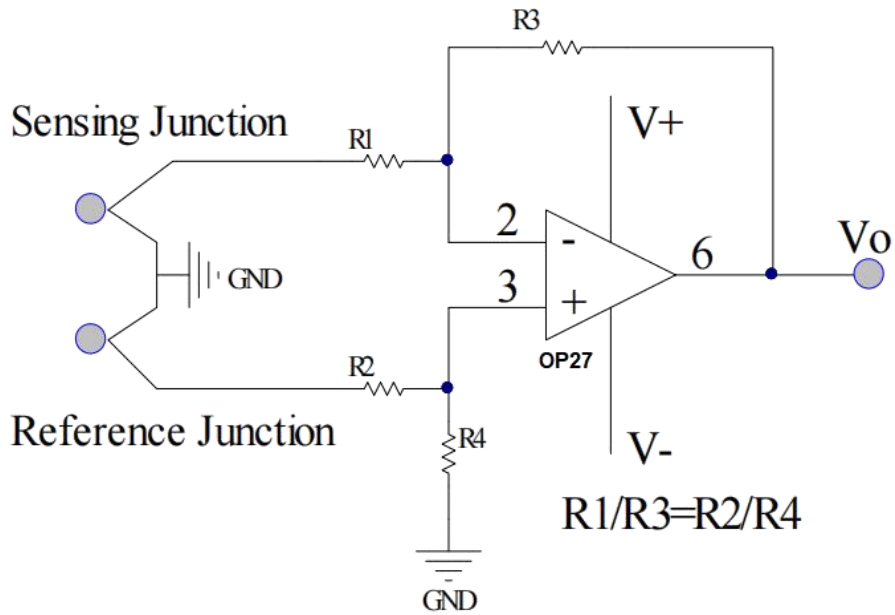 R3
Sensing Junction
R1
V+
2
-
6
Vo
GND
3
+
OP27
R2
Reference Junction
R4
V-
R1/R3=R2/R4
GND